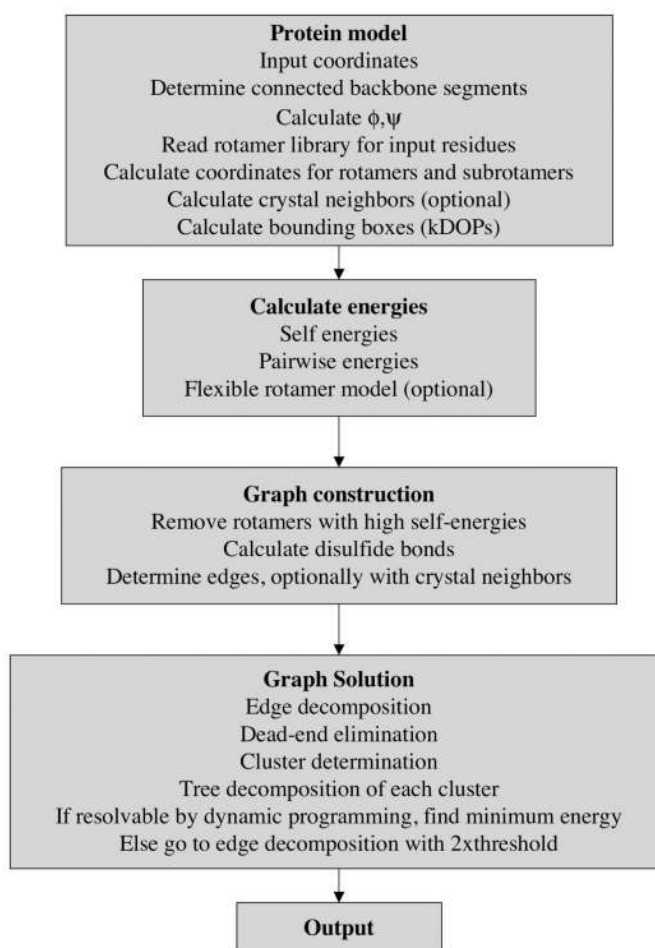 Protein model
Input coordinates
Determine connected backbone segments
Calculate ϕ,ψ
Read rotamer library for input residues
Calculate coordinates for rotamers and subrotamers
Calculate crystal neighbors (optional)
Calculate bounding boxes (kDOPs)
Calculate energies
Self energies
Pairwise energies
Flexible rotamer model (optional)
Graph construction
Remove rotamers with high self-energies
Calculate disulfide bonds
Determine edges, optionally with crystal neighbors
Graph Solution
Edge decomposition
Dead-end elimination
Cluster determination
Tree decomposition of each cluster
If resolvable by dynamic programming, find minimum energy
Else go to edge decomposition with 2xthreshold
Output